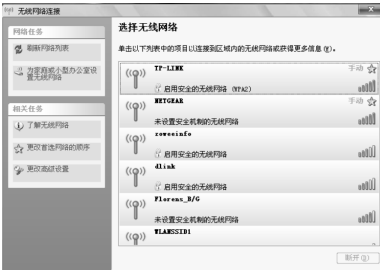 无线网络连接
网络任务
刷新网络列表
为家庭或小型办公室设置无线网络
相关任务
了解无线网络
更改首选网络的顺序
更改高级设置
选择无线网络
单击以下列表中的项目以连接到区域内的无线网络或获得更多信息(W)。
TP-LINK
手动
启用安全的无线网络 (WPA2)
NETGEAR
手动
未设置安全机制的无线网络
zoweeinfo
启用安全的无线网络
dlink
启用安全的无线网络
Florens_B/G
未设置安全机制的无线网络
WLANSSID1
断开(D)